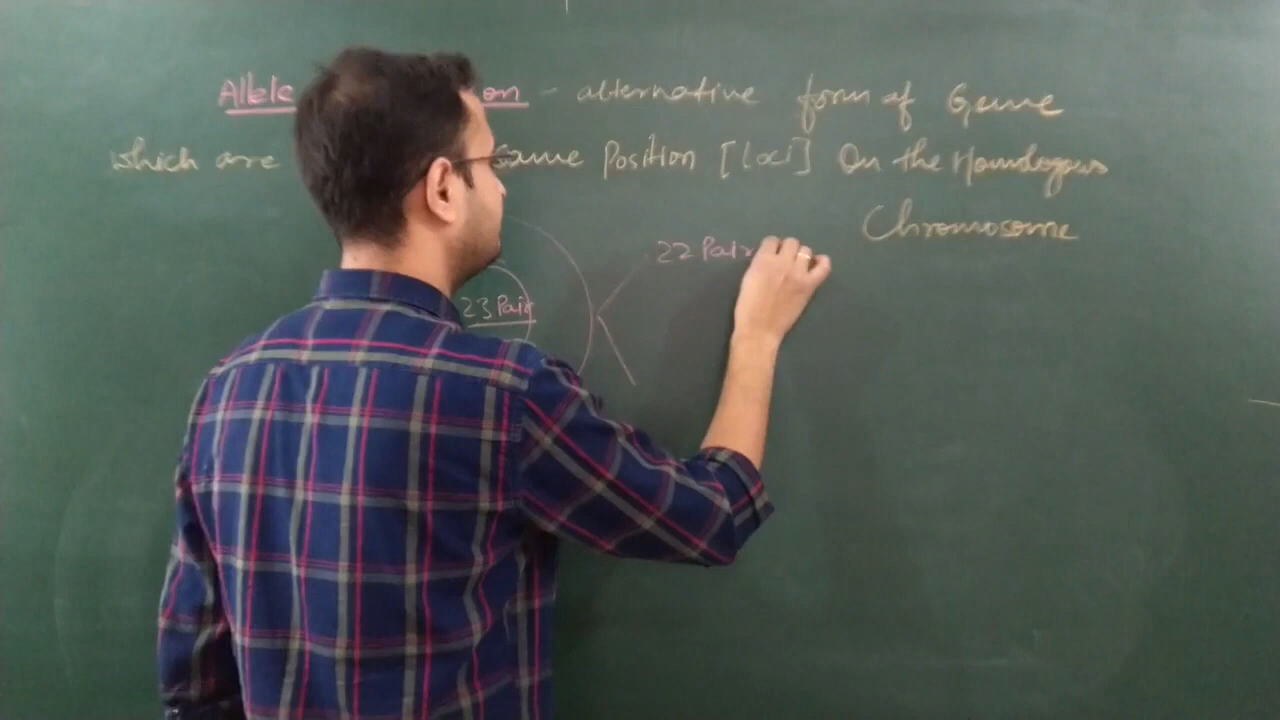 Allele on - alternative form of Gene
which are same Position [loci] On the Homologous
Chromosome
22 Pair
23 Pair